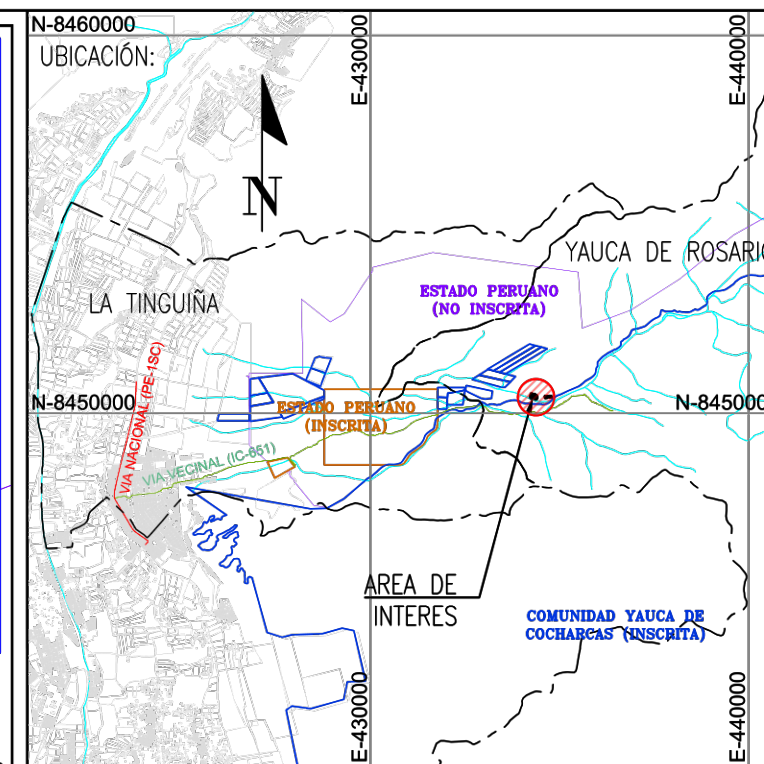 N-8460000
UBICACIÓN:
E-430000
E-440000
N
YAUCA DE ROSARIO
LA TINGUIÑA
ESTADO PERUANO
(NO INSCRITA)
VIA NACIONAL (PE-1SC)
N-8450000
ESTADO PERUANO
(INSCRITA)
N-845000
VIA VECINAL (IC-651)
AREA DE
INTERES
COMUNIDAD YAUCA DE
COCHARCAS (INSCRITA)
E-430000
E-440000